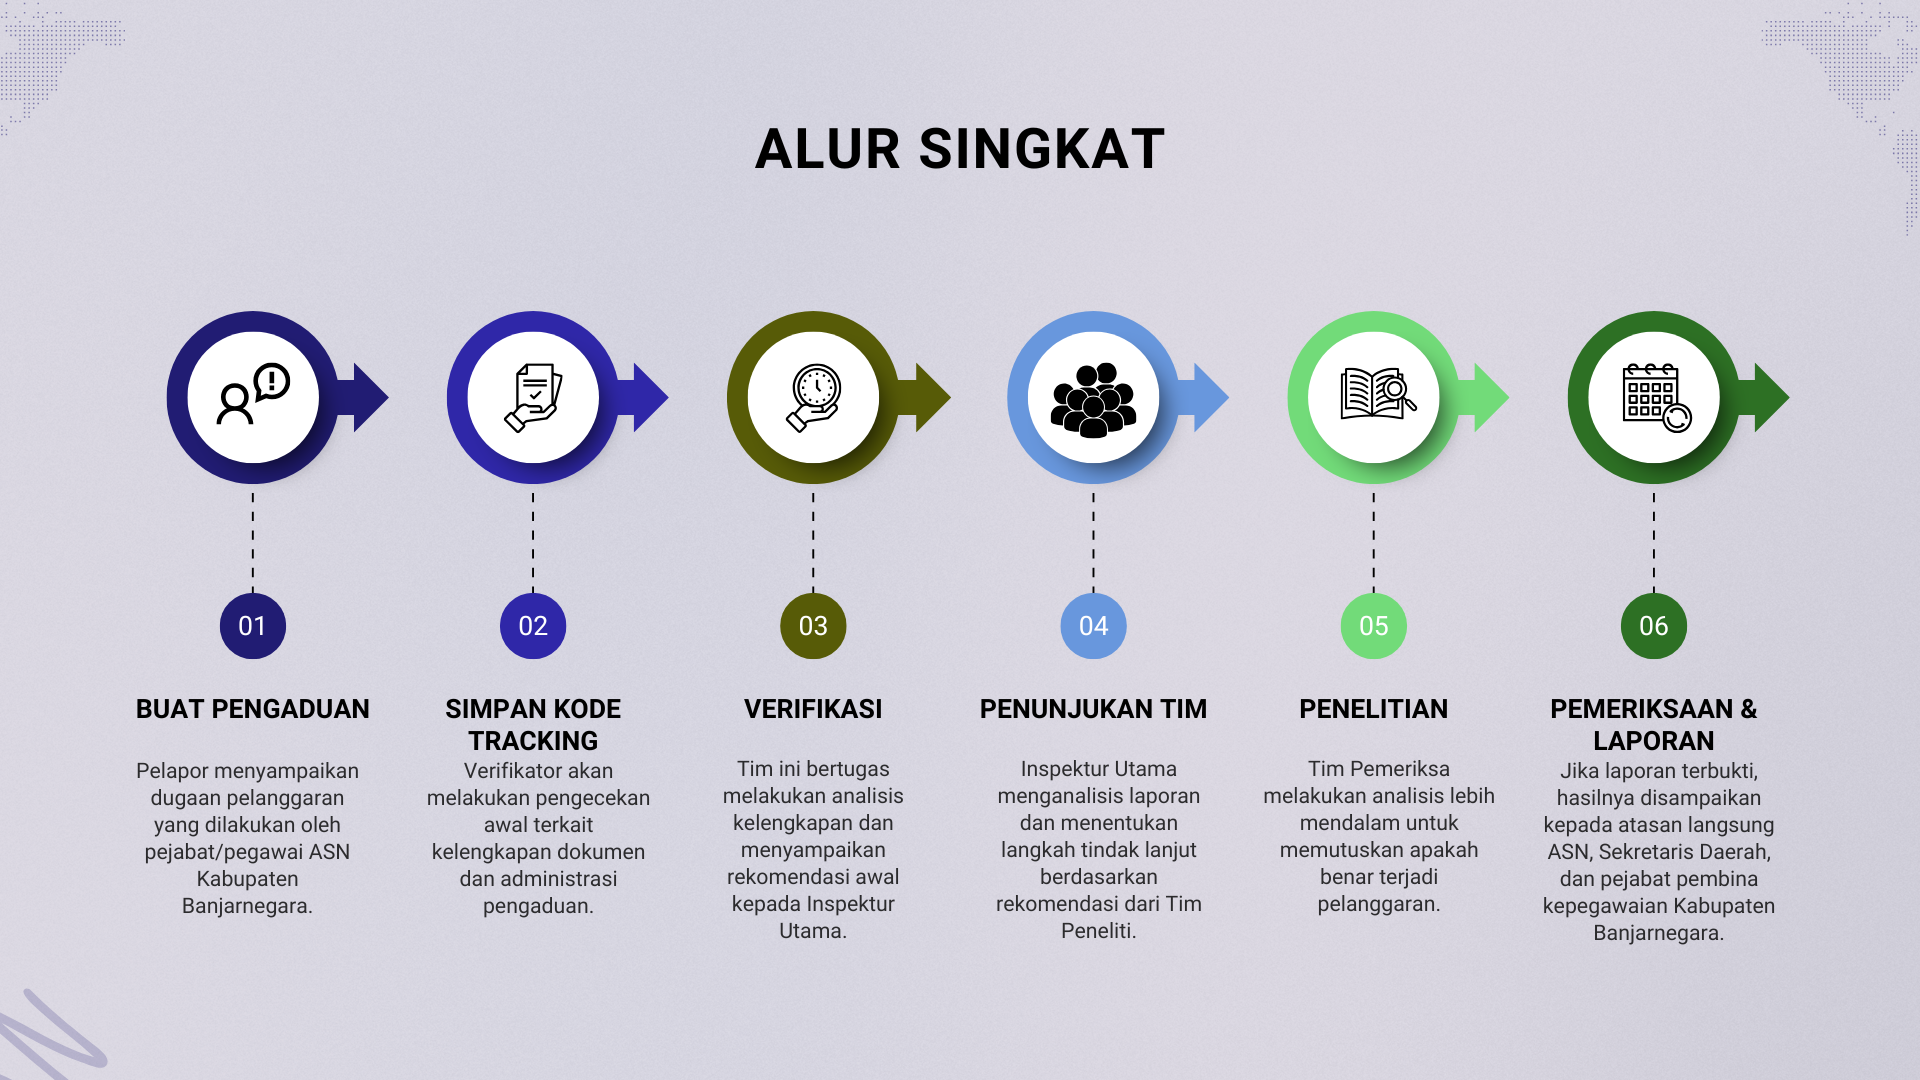 ALUR SINGKAT
01
BUAT PENGADUAN
Pelapor menyampaikan
dugaan pelanggaran
yang dilakukan oleh
pejabat/pegawai ASN
Kabupaten
Banjarnegara.
02
SIMPAN KODE
TRACKING
Verifikator akan
melakukan pengecekan
awal terkait
kelengkapan dokumen
dan administrasi
pengaduan.
03
VERIFIKASI
Tim ini bertugas
melakukan analisis
kelengkapan dan
menyampaikan
rekomendasi awal
kepada Inspektur
Utama.
04
PENUNJUKAN TIM
Inspektur Utama
menganalisis laporan
dan menentukan
langkah tindak lanjut
berdasarkan
rekomendasi dari Tim
Peneliti.
05
PENELITIAN
Tim Pemeriksa
melakukan analisis lebih
mendalam untuk
memutuskan apakah
benar terjadi
pelanggaran.
06
PEMERIKSAAN &
LAPORAN
Jika laporan terbukti,
hasilnya disampaikan
kepada atasan langsung
ASN, Sekretaris Daerah,
dan pejabat pembina
kepegawaian Kabupaten
Banjarnegara.